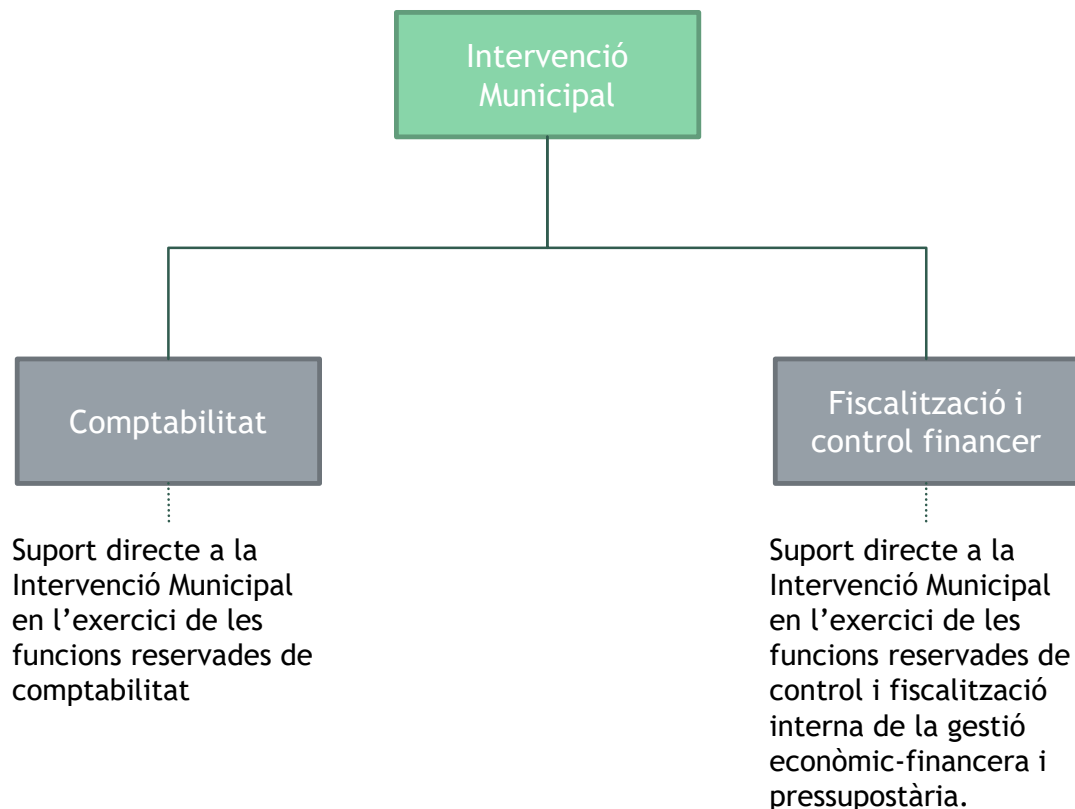 Intervenció
Municipal
Comptabilitat
Suport directe a la
Intervenció Municipal
en l’exercici de les
funcions reservades de
comptabilitat
Fiscalització i
control financer
Suport directe a la
Intervenció Municipal
en l’exercici de les
funcions reservades de
control i fiscalització
interna de la gestió
econòmic-financera i
pressupostària.